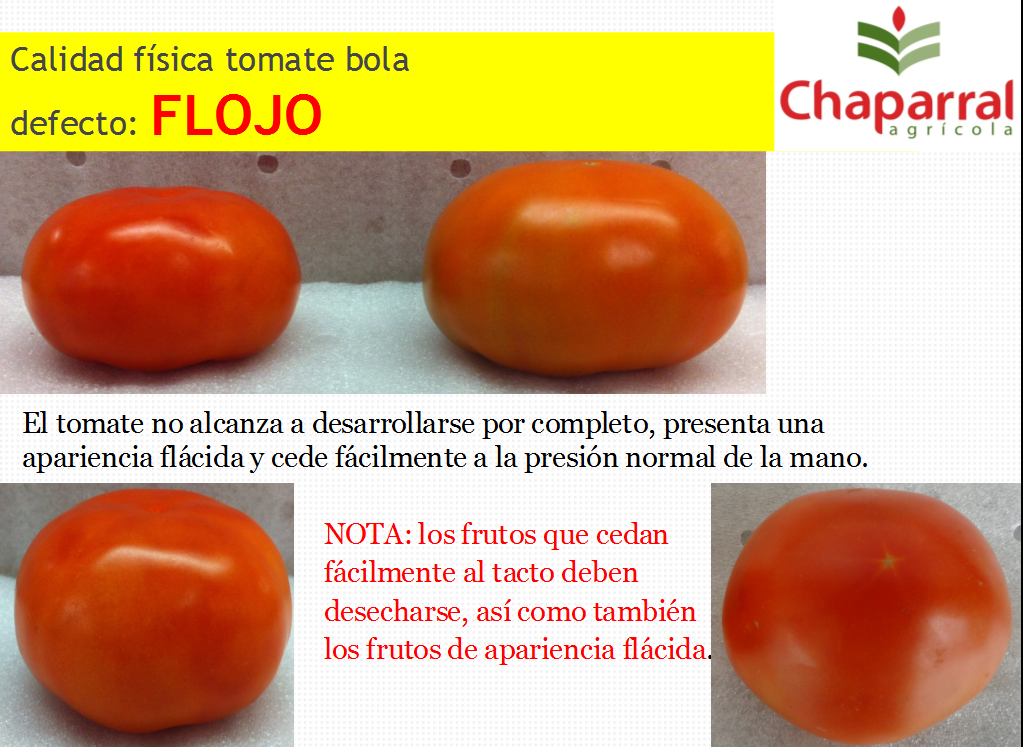 Calidad física tomate bola
defecto: FLOJO
Chaparral
agrícola
El tomate no alcanza a desarrollarse por completo, presenta una
apariencia flácida y cede fácilmente a la presión normal de la mano.
NOTA: los frutos que cedan
fácilmente al tacto deben
desecharse, así como también
los frutos de apariencia flácida.